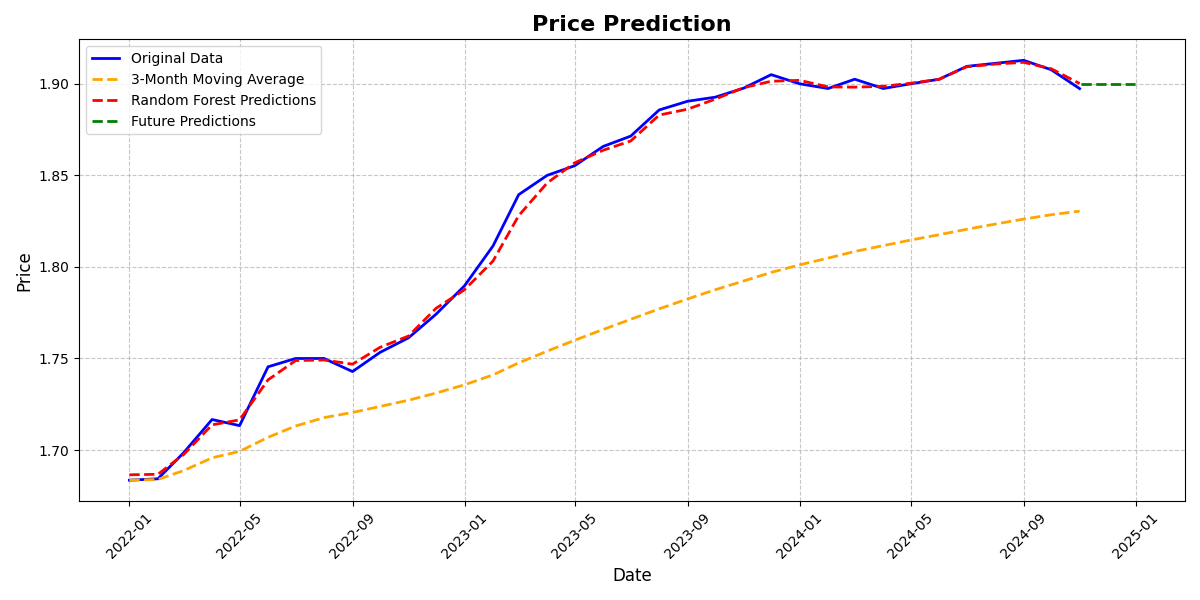 Price Prediction
Original Data
3-Month Moving Average
Random Forest Predictions
Future Predictions
1.90
1.85
1.80
1.75
1.70
Price
2022-01
2022-05
2022-09
2023-01
2023-05
2023-09
2024-01
2024-05
2024-09
2025-01
Date